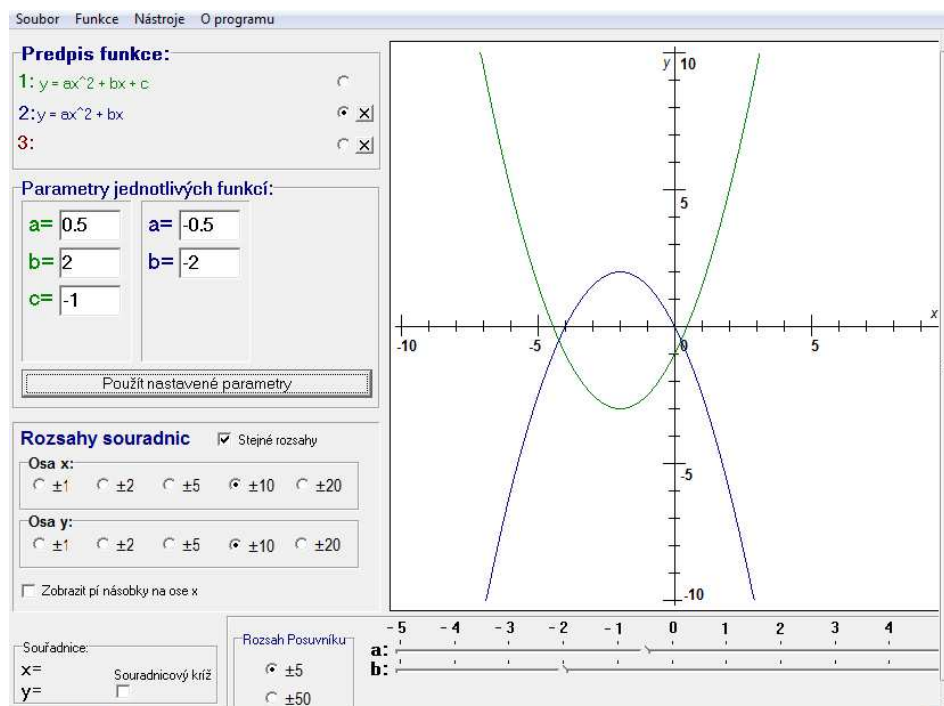 Soubor Funkce Nástroje O programu
Predpis funkce:
1: y = ax^2 + bx + c
2: y = ax^2 + bx X
3: X
Parametry jednotlivých funkcí:
a= 0.5 a= -0.5
b= 2 b= -2
c= -1
Použít nastavené parametry
Rozsahy souradnic Stejné rozsahy
Osa x:
±1 ±2 ±5 ±10 ±20
Osa y:
±1 ±2 ±5 ±10 ±20
Zobrazit pí násobky na ose x
Souřadnice:
x=
y=
Souradnicový kríž
Rozsah Posuvníku
±5
±50
y 10
5
x
-10 -5 0 5
-5
-10
-5 -4 -3 -2 -1 0 1 2 3 4
a:
b: